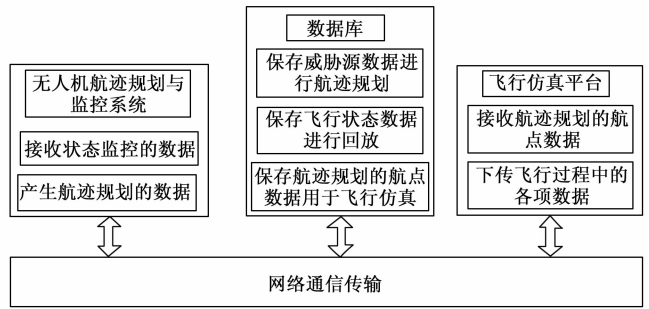 无人机航迹规划与
监控系统
接收状态监控的数据
产生航迹规划的数据
数据库
保存威胁源数据进
行航迹规划
保存飞行状态数据
进行回放
保存航迹规划的航点
数据用于飞行仿真
飞行仿真平台
接收航迹规划的航
点数据
下传飞行过程中的
各项数据
网络通信传输